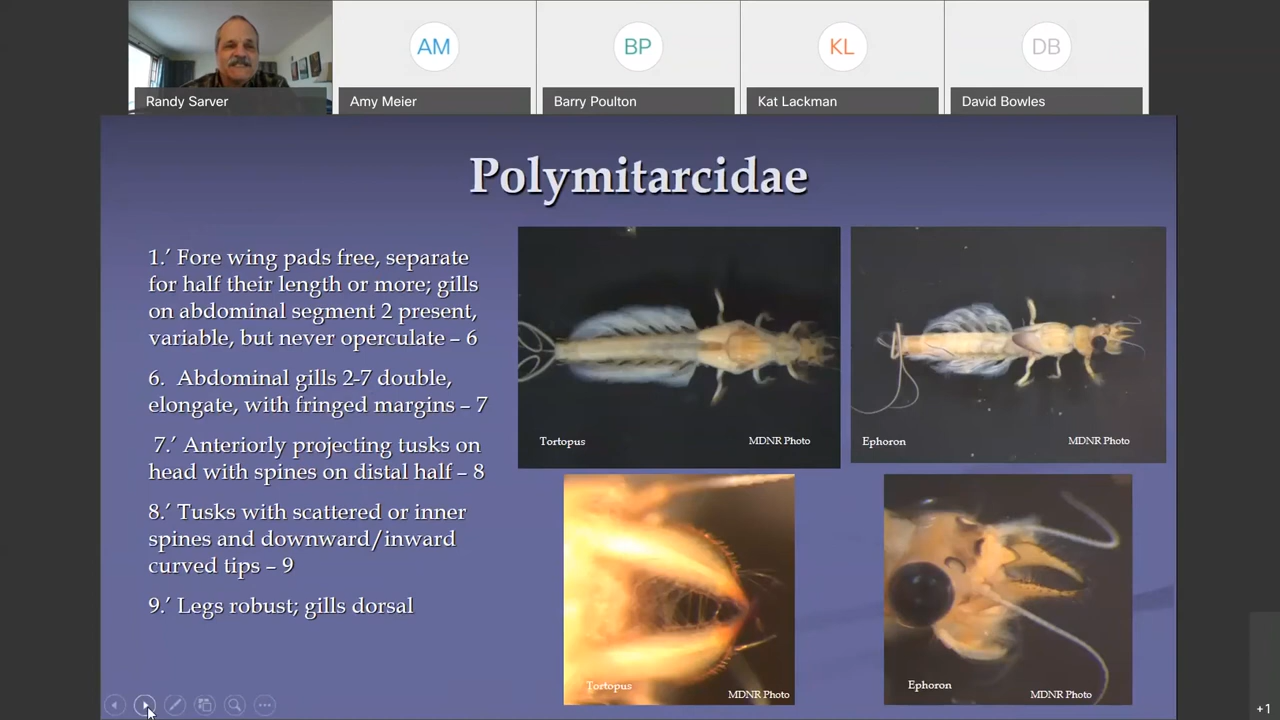 AM
BP
KL
DB
Randy Sarver
Amy Meier
Barry Poulton
Kat Lackman
David Bowles
Polymitarcidae
1.′ Fore wing pads free, separate
for half their length or more; gills
on abdominal segment 2 present,
variable, but never operculate – 6
6.  Abdominal gills 2-7 double,
elongate, with fringed margins – 7
7.′ Anteriorly projecting tusks on
head with spines on distal half – 8
8.′ Tusks with scattered or inner
spines and downward/inward
curved tips – 9
9.′ Legs robust; gills dorsal
Tortopus
MDNR Photo
Ephoron
MDNR Photo
Tortopus
MDNR Photo
Ephoron
MDNR Photo
+1